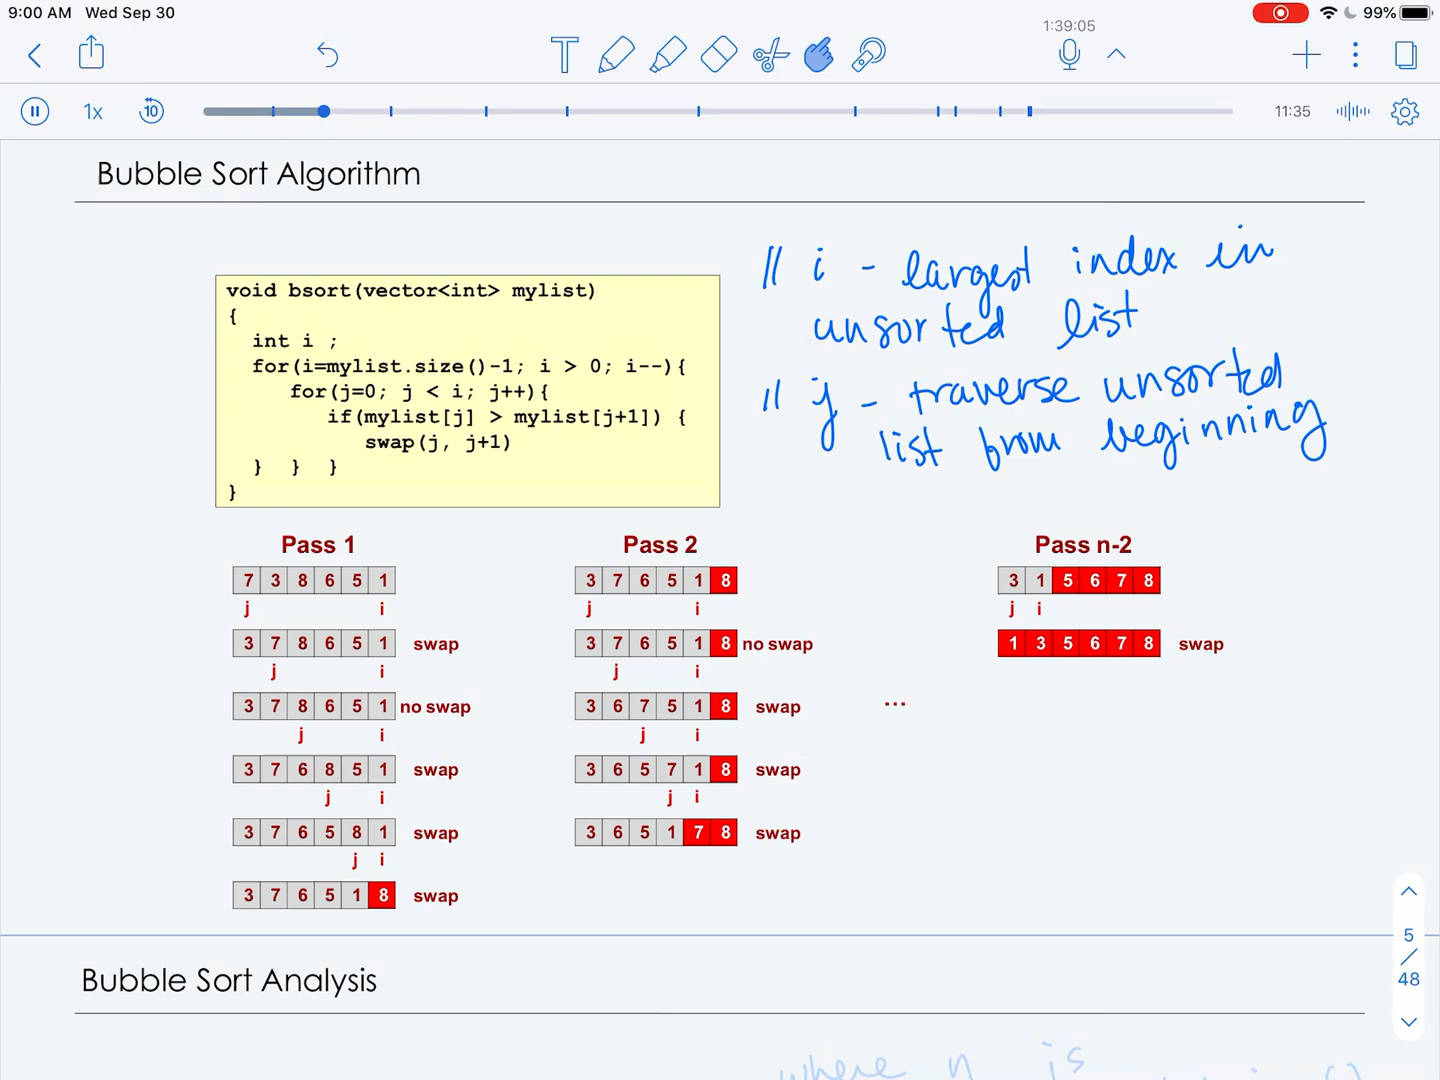 9:00 AM Wed Sep 30
99%
1:39:05
T
1x
10
11:35
Bubble Sort Algorithm
void bsort(vector<int> mylist)
{
int i ;
for(i=mylist.size()-1; i > 0; i--){
for(j=0; j < i; j++){
if(mylist[j] > mylist[j+1]) {
swap(j, j+1)
} } }
}
// i - largest index in
unsorted list
// j - traverse unsorted
list from beginning
Pass 1
7 3 8 6 5 1
j i
3 7 8 6 5 1 swap
j i
3 7 8 6 5 1 no swap
j i
3 7 6 8 5 1 swap
j i
3 7 6 5 8 1 swap
j i
3 7 6 5 1 8 swap
Pass 2
3 7 6 5 1 8
j i
3 7 6 5 1 8 no swap
j i
3 6 7 5 1 8 swap
j i
3 6 5 7 1 8 swap
j i
3 6 5 1 7 8 swap
...
Pass n-2
3 1 5 6 7 8
j i
1 3 5 6 7 8 swap
5
/
48
Bubble Sort Analysis
where n is